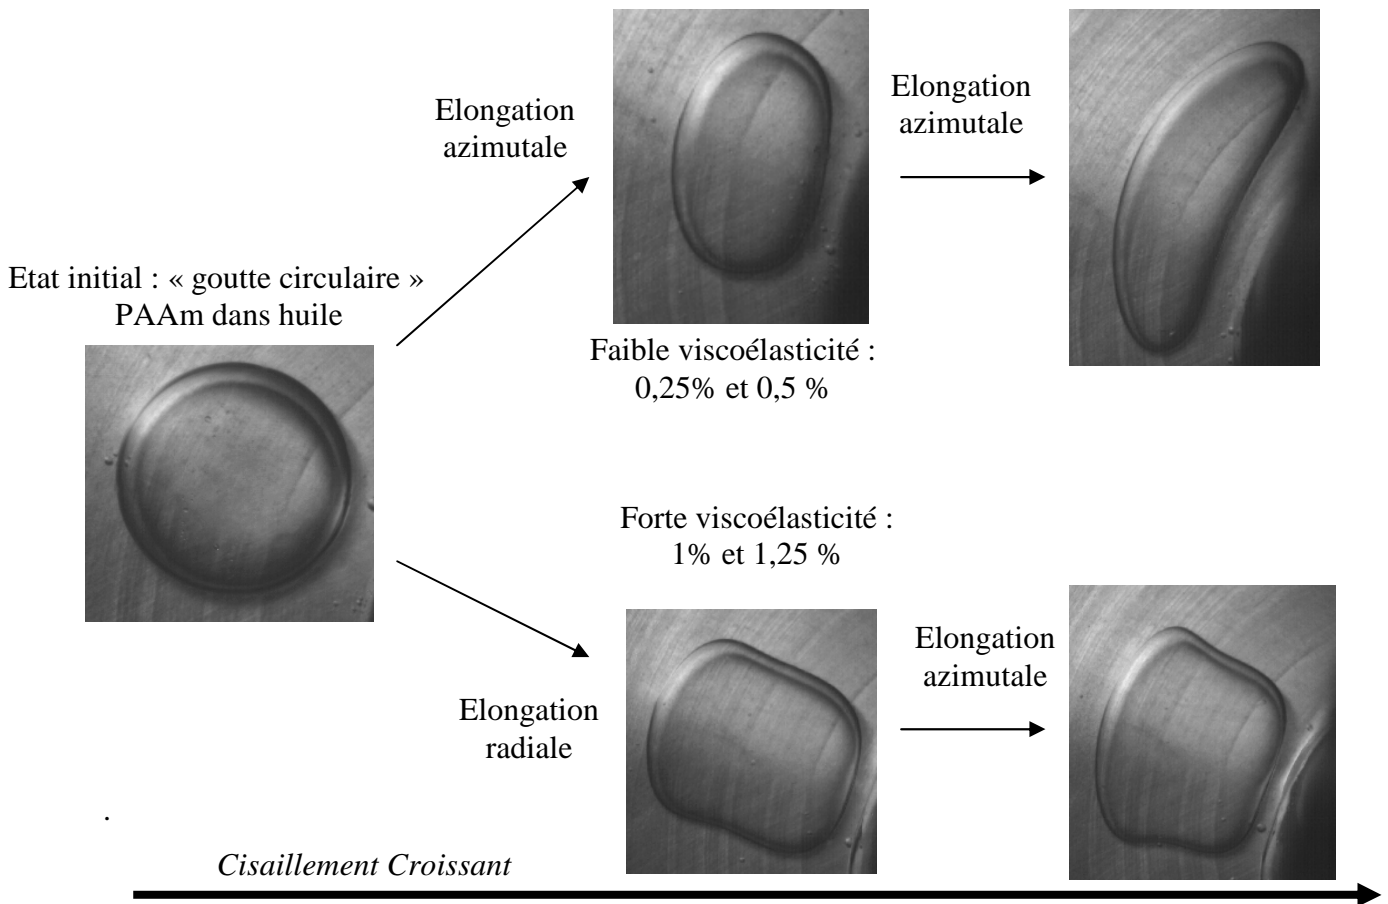 Elongation
azimutale
Elongation
azimutale
Etat initial : « goutte circulaire »
PAAm dans huile
Faible viscoélasticité :
0,25% et 0,5 %
Forte viscoélasticité :
1% et 1,25 %
Elongation
radiale
Elongation
azimutale
.
Cisaillement Croissant